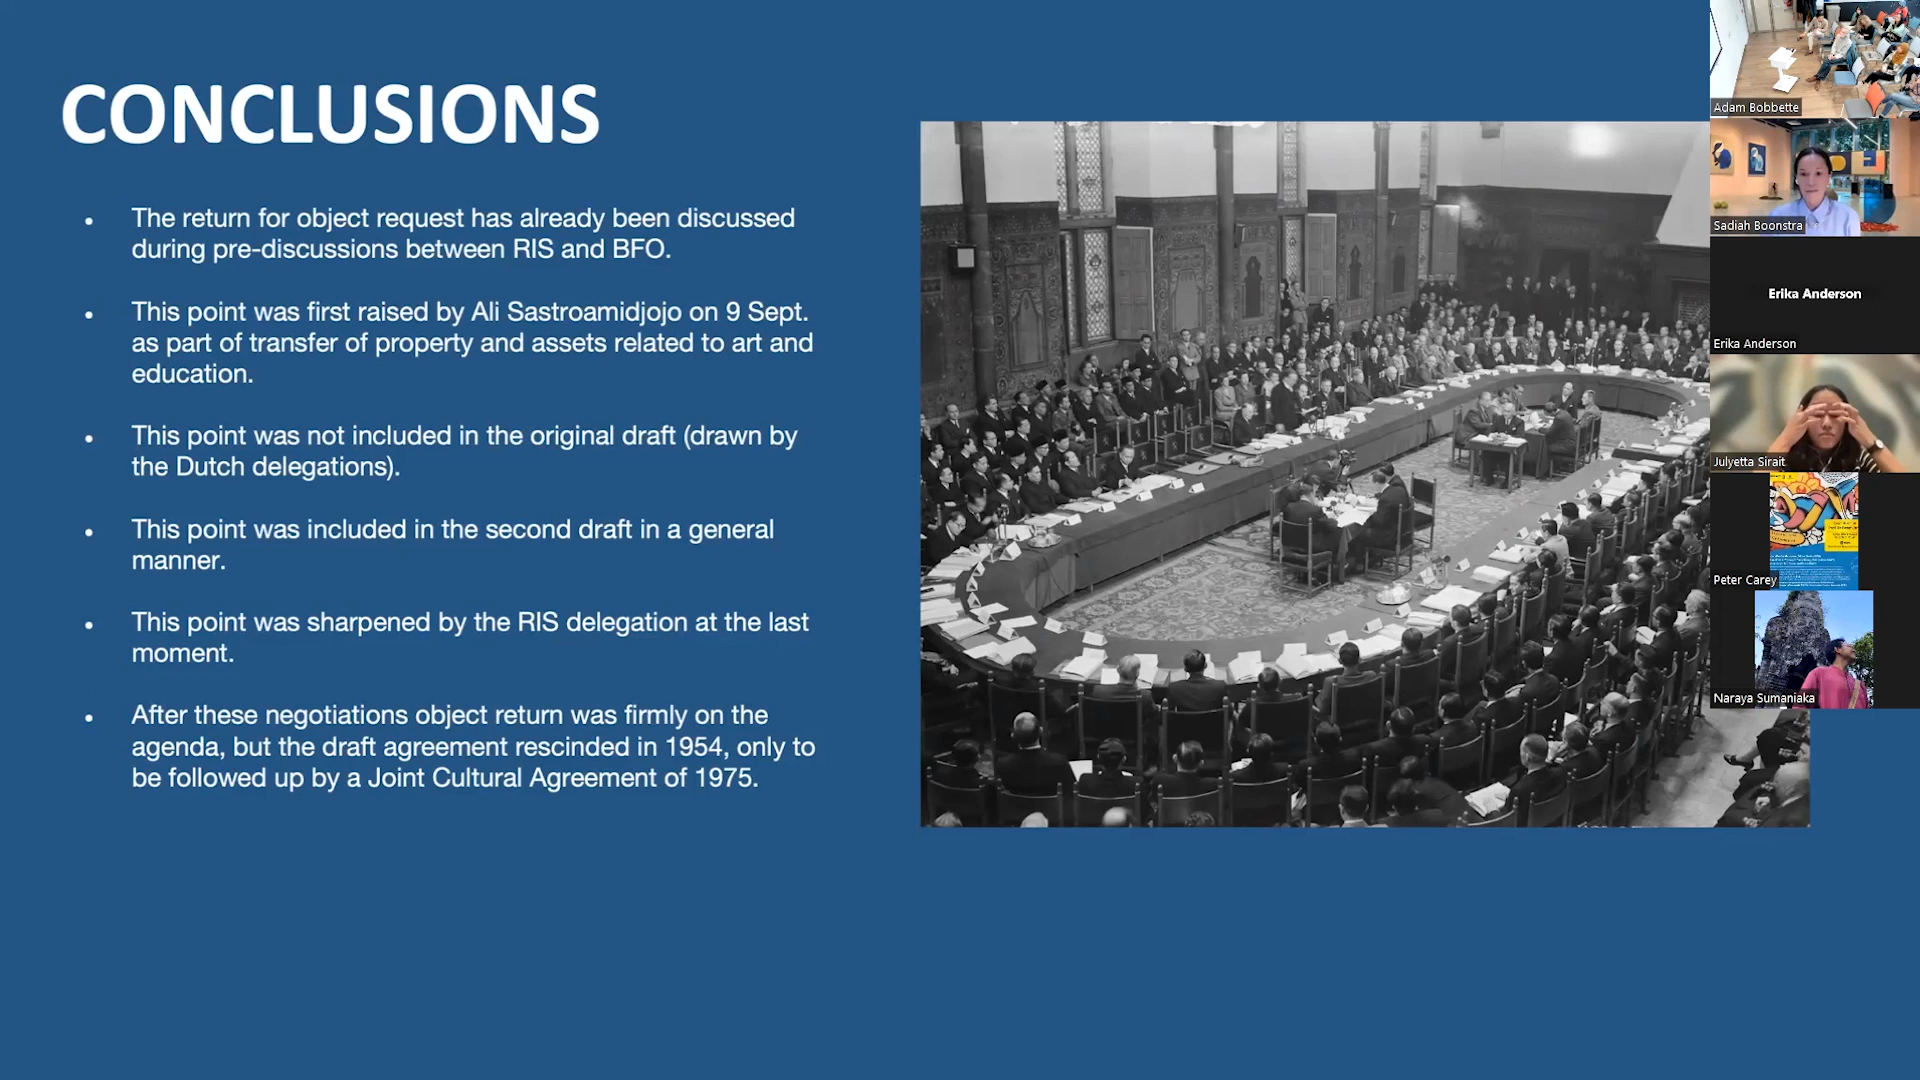 CONCLUSIONS
• The return for object request has already been discussed
during pre-discussions between RIS and BFO.
• This point was first raised by Ali Sastroamidjojo on 9 Sept.
as part of transfer of property and assets related to art and
education.
• This point was not included in the original draft (drawn by
the Dutch delegations).
• This point was included in the second draft in a general
manner.
• This point was sharpened by the RIS delegation at the last
moment.
• After these negotiations object return was firmly on the
agenda, but the draft agreement rescinded in 1954, only to
be followed up by a Joint Cultural Agreement of 1975.
Adam Bobbette
Sadiah Boonstra
Erika Anderson
Erika Anderson
Julyetta Sirait
Peter Carey
Naraya Sumaniaka